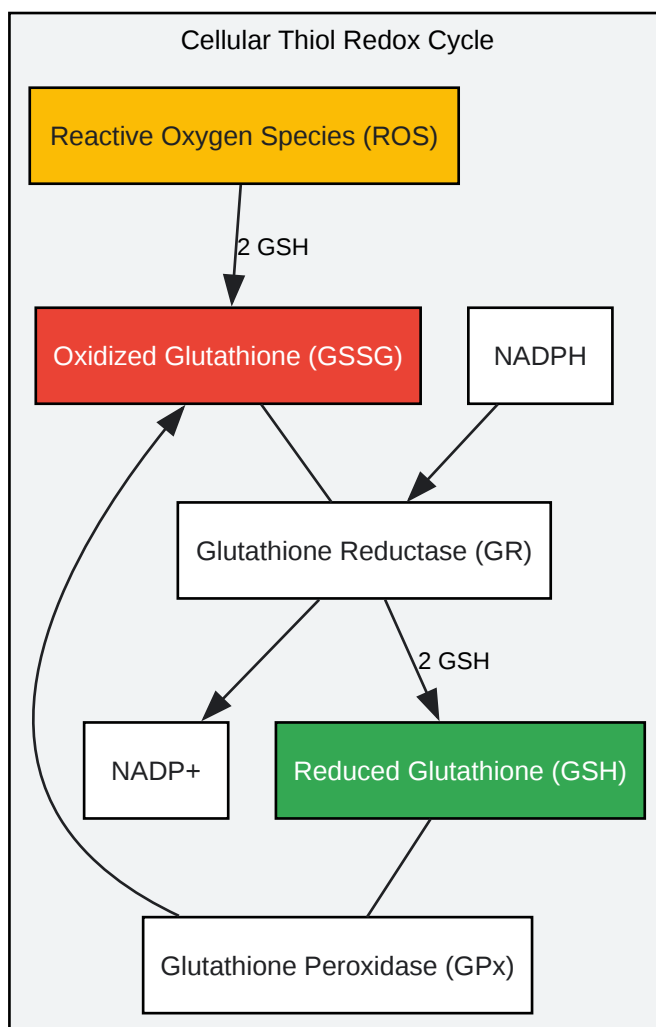 Cellular Thiol Redox Cycle
Reactive Oxygen Species (ROS)
2 GSH
Oxidized Glutathione (GSSG)
NADPH
Glutathione Reductase (GR)
2 GSH
NADP+
Reduced Glutathione (GSH)
Glutathione Peroxidase (GPx)